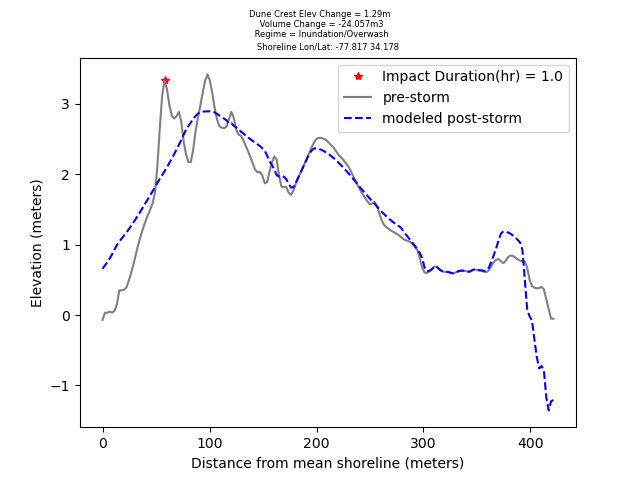 Dune Crest Elev Change = 1.29m
Volume Change = -24.057m3
Regime = Inundation/Overwash
Shoreline Lon/Lat: -77.817 34.178
Impact Duration(hr) = 1.0
pre-storm
modeled post-storm
Elevation (meters)
3
2
1
0
−1
0 100 200 300 400
Distance from mean shoreline (meters)